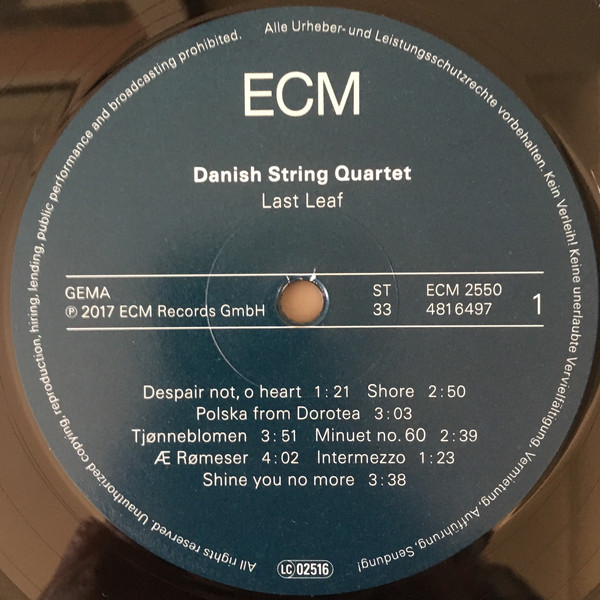 ECM
Danish String Quartet
Last Leaf
GEMA
℗ 2017 ECM Records GmbH
ST
33
ECM 2550
4816497
1
Despair not, o heart 1:21 Shore 2:50
Polska from Dorotea 3:03
Tjønneblomen 3:51 Minuet no. 60 2:39
Æ Rømeser 4:02 Intermezzo 1:23
Shine you no more 3:38
LC 02516
Alle Urheber- und Leistungsschutzrechte vorbehalten. Kein Verleih! Keine unerlaubte Vervielfältigung, Vermietung, Aufführung, Sendung!
All rights reserved. Unauthorized copying, reproduction, hiring, lending, public performance and broadcasting prohibited.